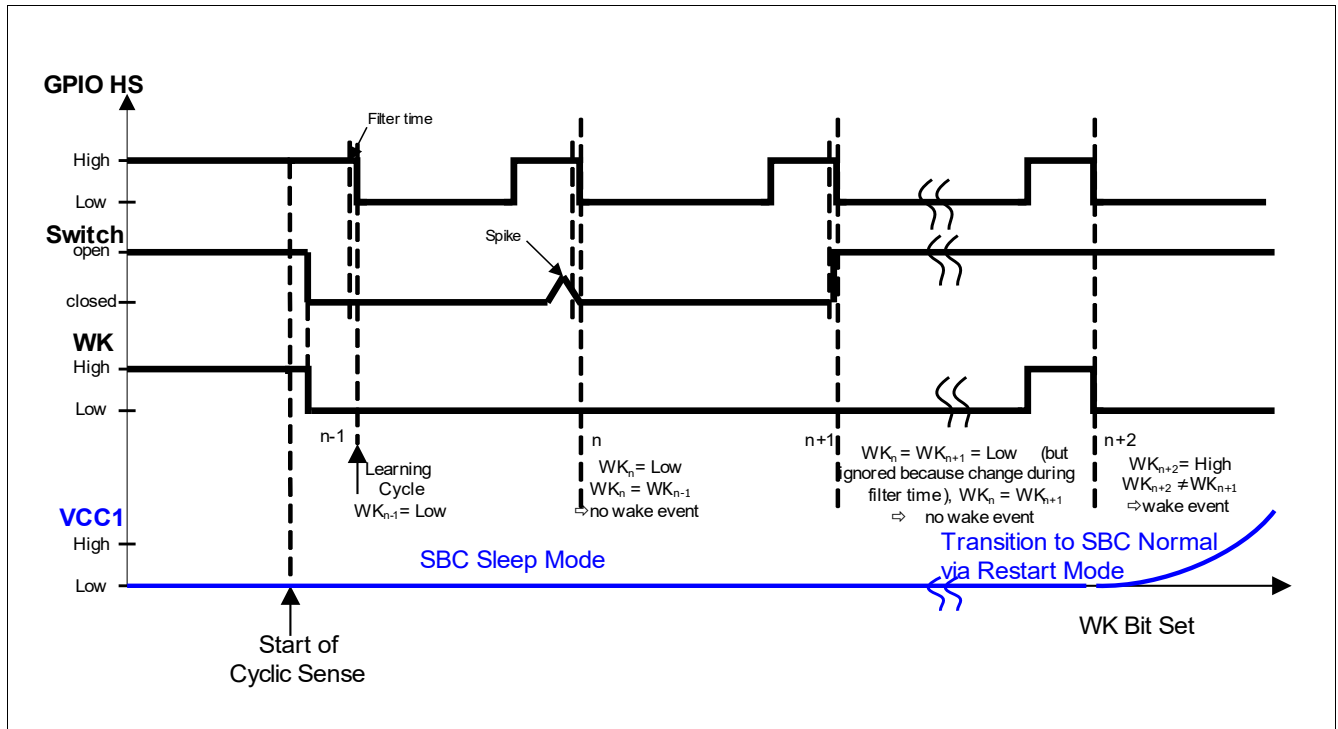 GPIO HS
Filter time
High
Low
Switch
open
Spike
closed
WK
High
Low
n-1
Learning
Cycle
WKn-1= Low
n
WKn= Low
WKn = WKn-1
⇨no wake event
n+1
WKn = WKn+1 = Low (but
ignored because change during
filter time), WKn = WKn+1
⇨ no wake event
n+2
WKn+2= High
WKn+2 ≠WKn+1
⇨wake event
VCC1
High
Low
SBC Sleep Mode
Transition to SBC Normal
via Restart Mode
Start of
Cyclic Sense
WK Bit Set